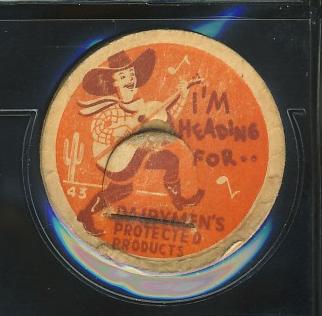 I'M
HEADING
FOR..
43
DAIRYMEN'S
PROTECTED
PRODUCTS